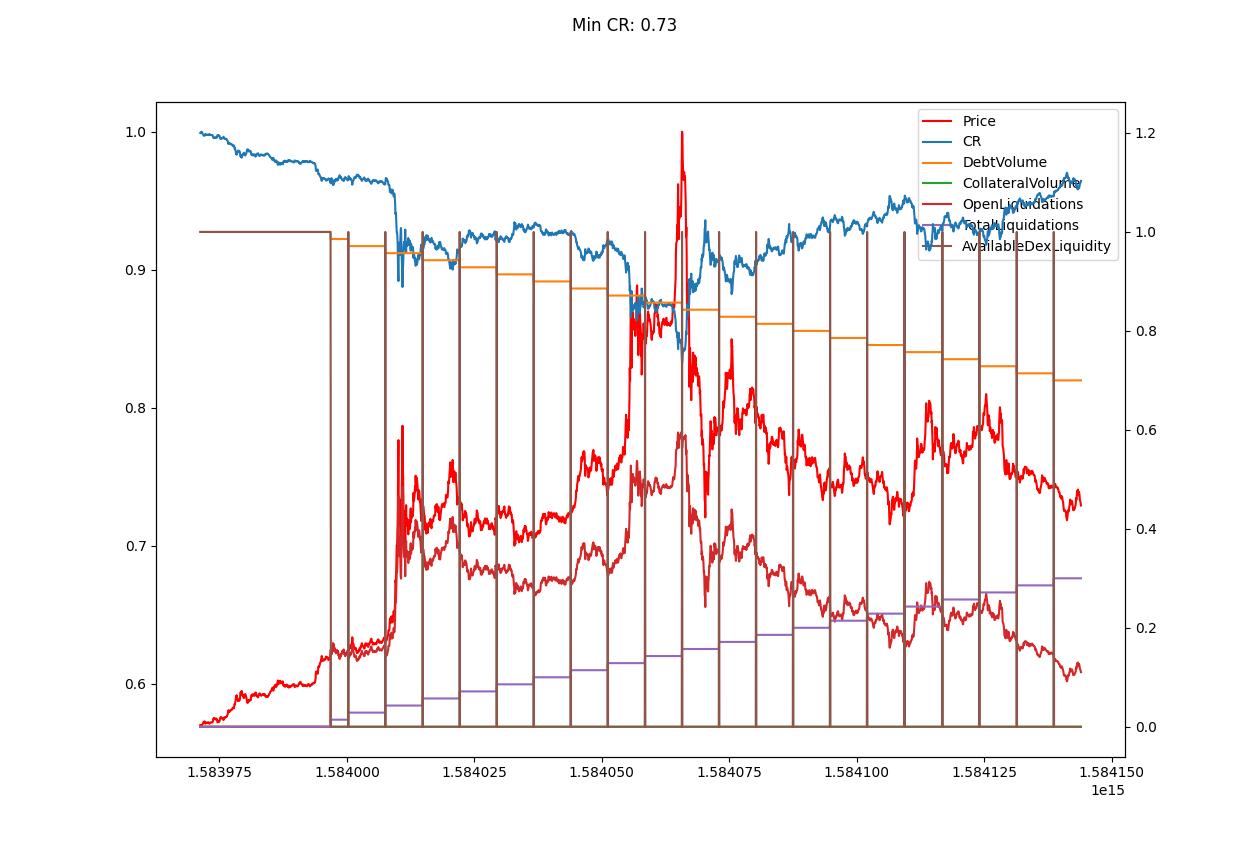 Min CR: 0.73
1.0
0.9
0.8
0.7
0.6
1.2
1.0
0.8
0.6
0.4
0.2
0.0
Price
CR
DebtVolume
CollateralVolume
OpenLiquidations
TotalLiquidations
AvailableDexLiquidity
1.583975 1.584000 1.584025 1.584050 1.584075 1.584100 1.584125 1.584150
1e15